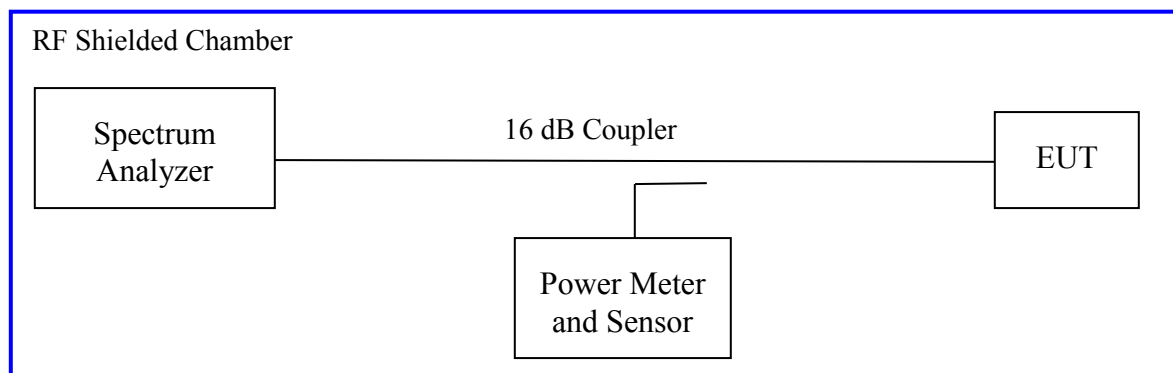 RF Shielded Chamber
Spectrum
Analyzer
16 dB Coupler
EUT
Power Meter
and Sensor